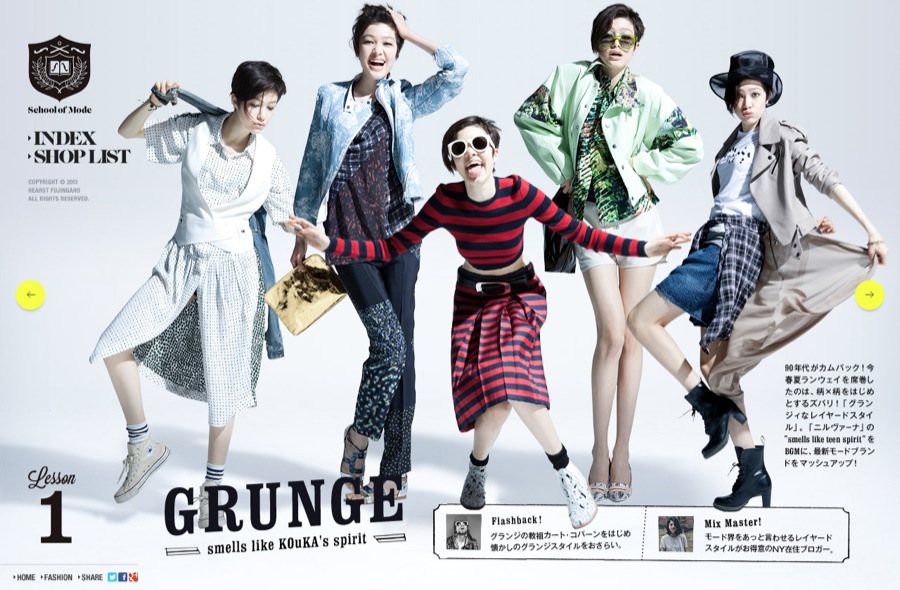 School of Mode
INDEX
SHOP LIST
COPYRIGHT © 2013
HEARST FUJINGAHO
ALL RIGHTS RESERVED.
90年代がカムバック！今
春夏ランウェイを席巻し
たのは、柄×柄をはじめ
とするズバリ！「グラン
ジィなレイヤードスタイ
ル」。「ニルヴァーナ」の
"smells like teen spirit"を
BGMに、最新モードブラン
ドをマッシュアップ！
Lesson
1
GRUNGE
smells like KOuKA's spirit
Flashback!
グランジの教祖カート・コバーンをはじめ
懐かしのグランジスタイルをおさらい。
Mix Master!
モード界をあっと言わせるレイヤード
スタイルがお得意のNY在住ブロガー。
HOME FASHION SHARE